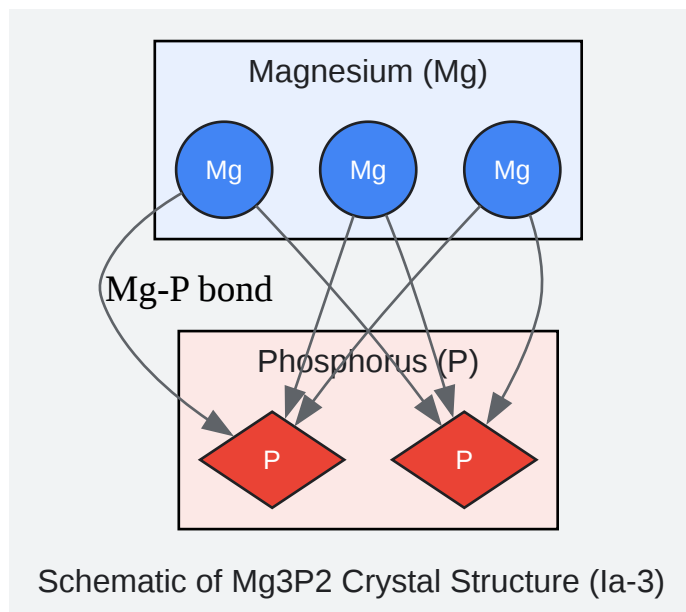 Magnesium (Mg)
Mg Mg Mg
Mg-P bond
Phosphorus (P)
P P
Schematic of Mg3P2 Crystal Structure (Ia-3)